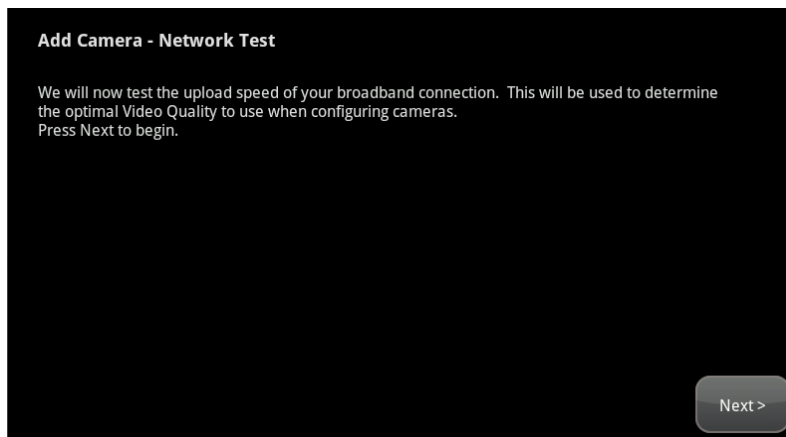 Add Camera - Network Test
We will now test the upload speed of your broadband connection.  This will be used to determine
the optimal Video Quality to use when configuring cameras.
Press Next to begin.
Next >